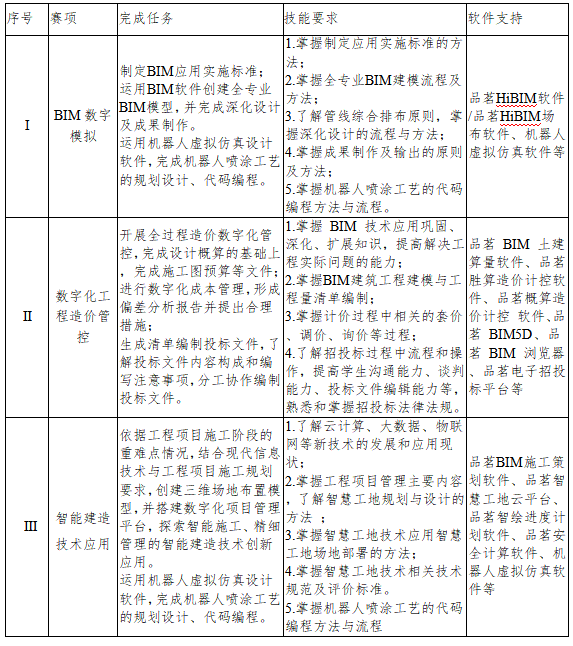 序号 赛项 完成任务 技能要求 软件支持
Ⅰ
BIM 数字
模拟
制定BIM应用实施标准;
运用BIM软件创建全专业
BIM模型,并完成深化设计
及成果制作。
运用机器人虚拟仿真设计
软件,完成机器人喷涂工艺
的规划设计、代码编程。
1.掌握制定应用实施标准的方
法;
2.掌握全专业BIM建模流程及
方法;
3.了解管线综合排布原则,掌
握深化设计的流程与方法;
4.掌握成果制作及输出的原则
及方法;
5.掌握机器人喷涂工艺的代码
编程方法与流程。
品茗HiBIM软件
/品茗HiBIM场
布软件、机器人
虚拟仿真软件等
Ⅱ
数字化工
程造价管
控
开展全过程造价数字化管
控,完成设计概算的基础上
,完成施工图预算等文件;
进行数字化成本管理,形成
偏差分析报告并提出合理
措施;
生成清单编制投标文件,了
解投标文件内容构成和编
写注意事项,分工协作编制
投标文件。
1.掌握 BIM 技术应用巩固、
深化、扩展知识,提高解决工
程实际问题的能力;
2.掌握BIM建筑工程建模与工
程量清单编制;
3.掌握计价过程中相关的套价
、调价、询价等过程;
4.了解招投标过程中流程和操
作,提高学生沟通能力、谈判
能力、投标文件编辑能力等,
熟悉和掌握招投标法律法规。
品茗 BIM 土建
算量软件、品茗
胜算造价计控软
件、品茗概算造
价计控 软件、品
茗 BIM5D、品
茗 BIM 浏览器
、品茗电子招投
标平台等
Ⅲ
智能建造
技术应用
依据工程项目施工阶段的
重难点情况,结合现代信息
技术与工程项目施工规划
要求,创建三维场地布置模
型,并搭建数字化项目管理
平台,探索智能施工、精细
管理的智能建造技术创新
应用。
运用机器人虚拟仿真设计
软件,完成机器人喷涂工艺
的规划设计、代码编程。
1.了解云计算、大数据、物联
网等新技术的发展和应用现
状;
2.掌握工程项目管理主要内容
,了解智慧工地规划与设计的
方法 ;
3.掌握智慧工地技术应用智慧
工地场地部署的方法;
4.掌握智慧工地技术相关技术
规范及评价标准。
5.掌握机器人喷涂工艺的代码
编程方法与流程
品茗BIM施工策
划软件、品茗智
慧工地云平台、
品茗智绘进度计
划软件、品茗安
全计算软件、机
器人虚拟仿真软
件等